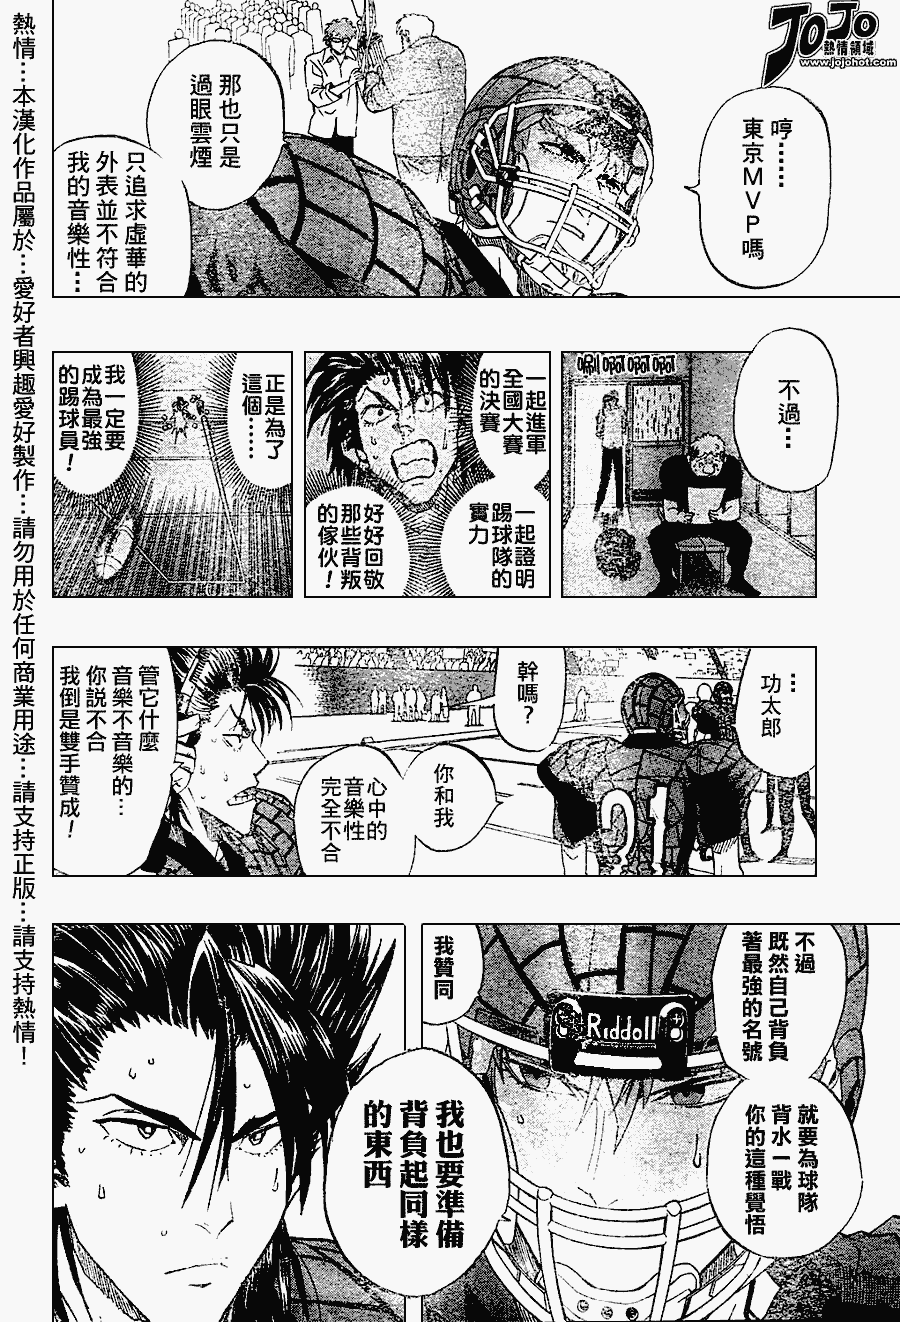 JOJO
熱情領域
www.jojohot.com
哼……
東京MVP嗎
那也只是
過眼雲煙
只追求虛華的
外表並不符合
我的音樂性…
不過…
唰啊啊啊
一起進軍
全國大賽
的決賽
一起證明
踢球隊的
實力
好好回敬
那些背叛
的傢伙！
正是為了
這個……
我一定要
成為最強
的踢球員！
…
功太郎
幹嗎？
21
你和我
心中的
音樂性
完全不合
管它什麼
音樂不音樂的…
你說不合
我倒是雙手贊成！
不過
既然自己背負
著最強的名號
就要為球隊
背水一戰
你的這種覺悟
Riddoll
我贊同
我也要準備
背負起同樣
的東西
熱情…本漢化作品屬於…愛好者興趣愛好製作…請勿用於任何商業用途…請支持正版…請支持熱情！